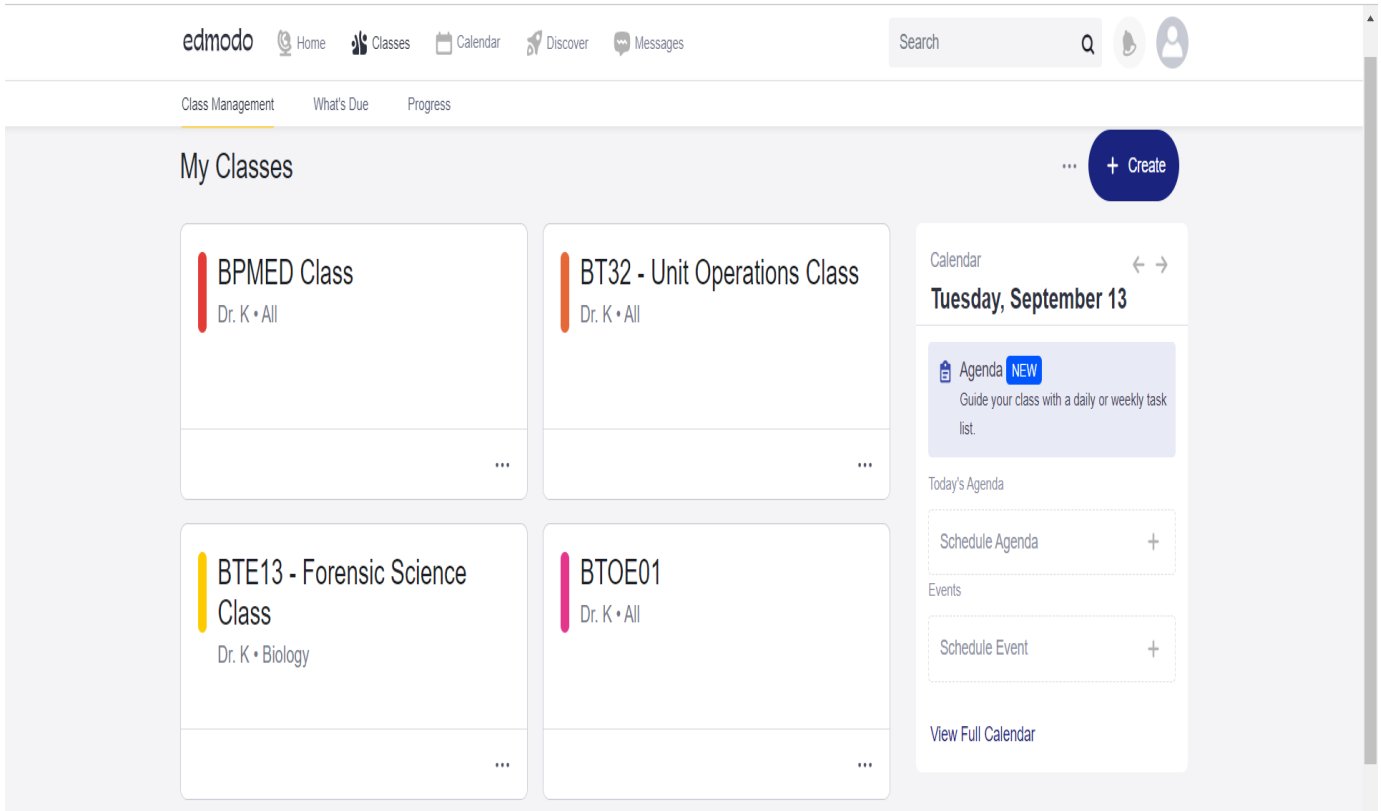 edmodo Home Classes Calendar Discover Messages Search
Class Management What's Due Progress
My Classes
... + Create
BPMED Class
Dr. K • All
...
BT32 - Unit Operations Class
Dr. K • All
...
BTE13 - Forensic Science
Class
Dr. K • Biology
...
BTOE01
Dr. K • All
...
Calendar ← →
Tuesday, September 13
Agenda NEW
Guide your class with a daily or weekly task
list.
Today's Agenda
Schedule Agenda +
Events
Schedule Event +
View Full Calendar